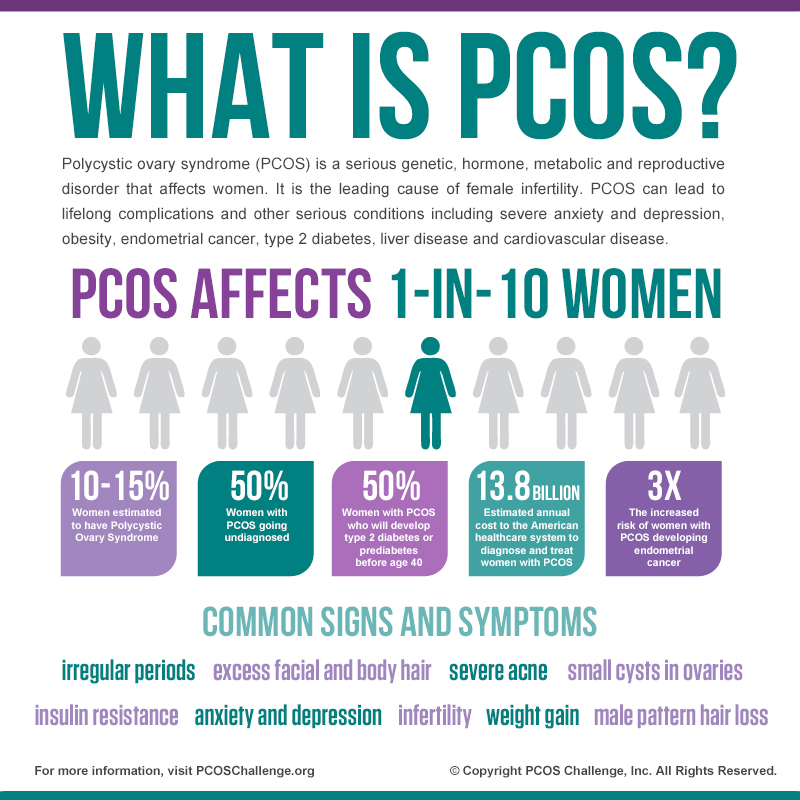 WHAT IS PCOS?
Polycystic ovary syndrome (PCOS) is a serious genetic, hormone, metabolic and reproductive
disorder that affects women. It is the leading cause of female infertility. PCOS can lead to
lifelong complications and other serious conditions including severe anxiety and depression,
obesity, endometrial cancer, type 2 diabetes, liver disease and cardiovascular disease.
PCOS AFFECTS 1-IN-10 WOMEN
10-15%
Women estimated
to have Polycystic
Ovary Syndrome
50%
Women with
PCOS going
undiagnosed
50%
Women with PCOS
who will develop
type 2 diabetes or
prediabetes
before age 40
13.8 BILLION
Estimated annual
cost to the American
healthcare system to
diagnose and treat
women with PCOS
3X
The increased
risk of women with
PCOS developing
endometrial
cancer
COMMON SIGNS AND SYMPTOMS
irregular periods excess facial and body hair severe acne small cysts in ovaries
insulin resistance anxiety and depression infertility weight gain male pattern hair loss
For more information, visit PCOSChallenge.org
© Copyright PCOS Challenge, Inc. All Rights Reserved.